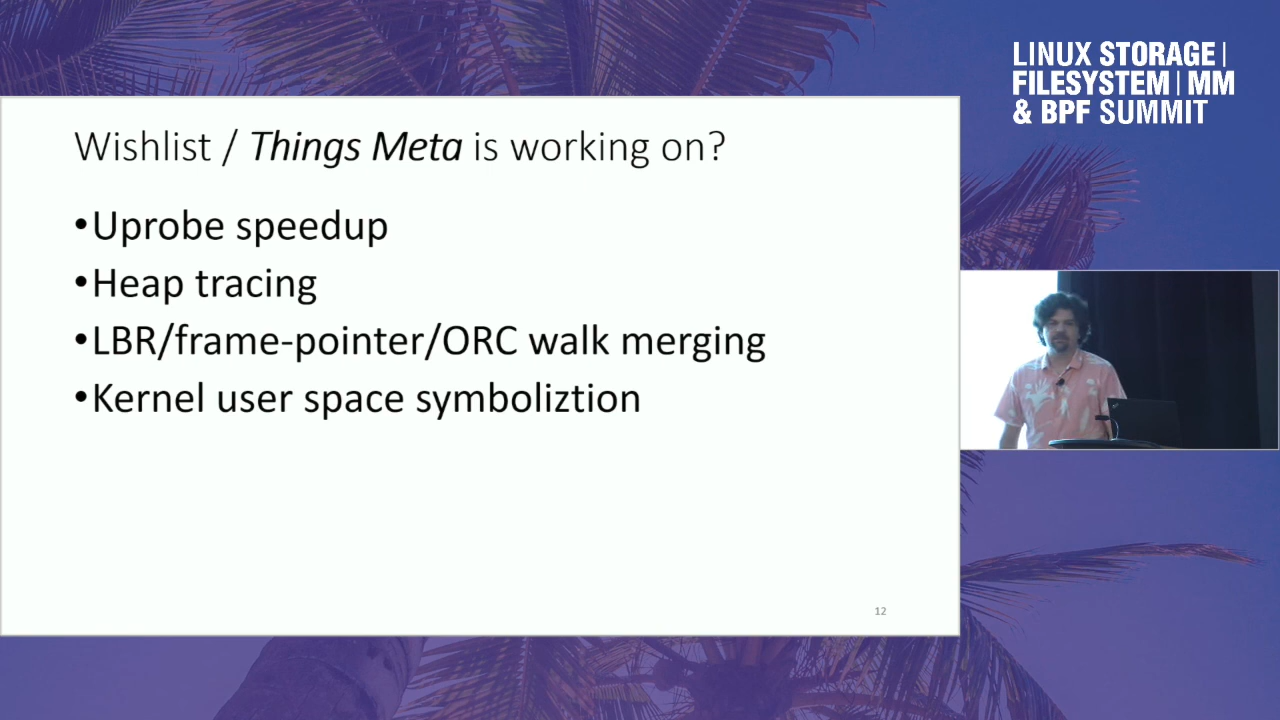 LINUX STORAGE |
FILESYSTEM | MM
& BPF SUMMIT
Wishlist / Things Meta is working on?
•Uprobe speedup
•Heap tracing
•LBR/frame-pointer/ORC walk merging
•Kernel user space symboliztion
12